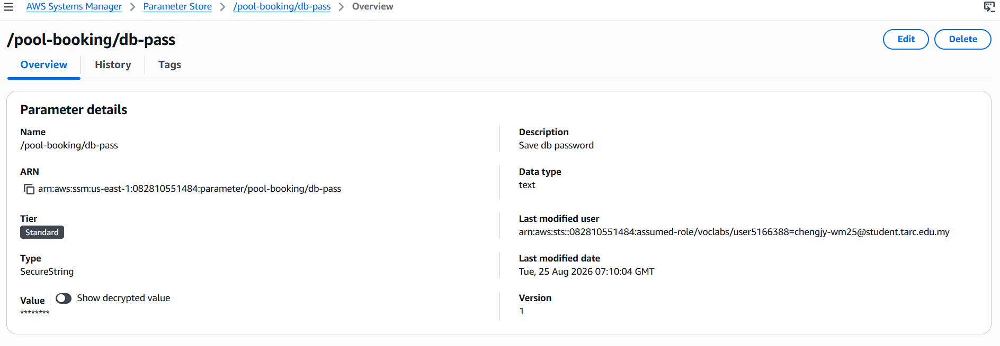 AWS Systems Manager > Parameter Store > /pool-booking/db-pass > Overview
/pool-booking/db-pass
Edit
Delete
Overview
History
Tags
Parameter details
Name
/pool-booking/db-pass
Description
Save db password
ARN
arn:aws:ssm:us-east-1:082810551484:parameter/pool-booking/db-pass
Data type
text
Tier
Standard
Last modified user
arn:aws:sts::082810551484:assumed-role/voclabs/user5166388=chengjy-wm25@student.tarc.edu.my
Type
SecureString
Last modified date
Tue, 25 Aug 2026 07:10:04 GMT
Value
Show decrypted value
********
Version
1